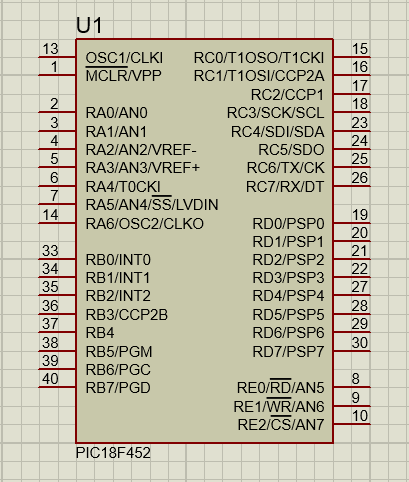 U1
13 OSC1/CLKI RC0/T1OSO/T1CKI 15
1 MCLR/VPP RC1/T1OSI/CCP2A 16
RC2/CCP1 17
2 RA0/AN0 RC3/SCK/SCL 18
3 RA1/AN1 RC4/SDI/SDA 23
4 RA2/AN2/VREF- RC5/SDO 24
5 RA3/AN3/VREF+ RC6/TX/CK 25
6 RA4/T0CKI RC7/RX/DT 26
7 RA5/AN4/SS/LVDIN
14 RA6/OSC2/CLKO RD0/PSP0 19
RD1/PSP1 20
33 RB0/INT0 RD2/PSP2 21
34 RB1/INT1 RD3/PSP3 22
35 RB2/INT2 RD4/PSP4 27
36 RB3/CCP2B RD5/PSP5 28
37 RB4 RD6/PSP6 29
38 RB5/PGM RD7/PSP7 30
39 RB6/PGC
40 RB7/PGD RE0/RD/AN5 8
RE1/WR/AN6 9
RE2/CS/AN7 10
PIC18F452